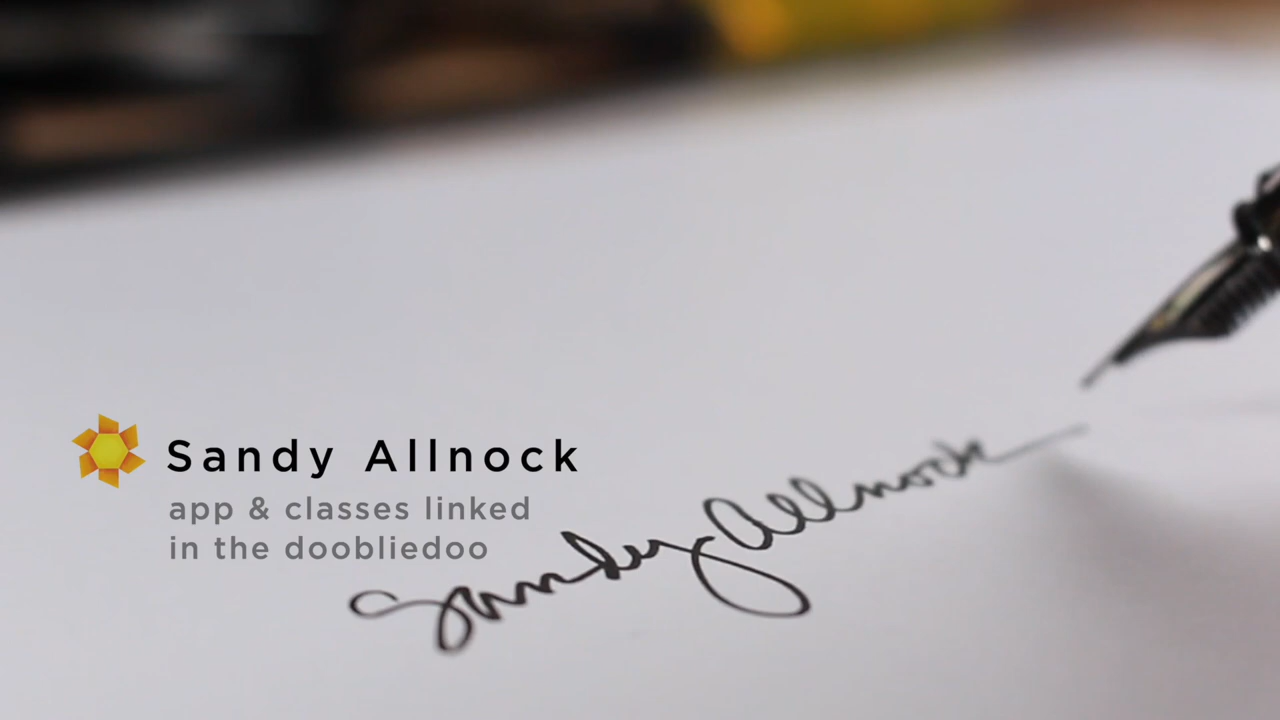 Sandy Allnock
app & classes linked
in the doobliedoo
Sandy Allnock